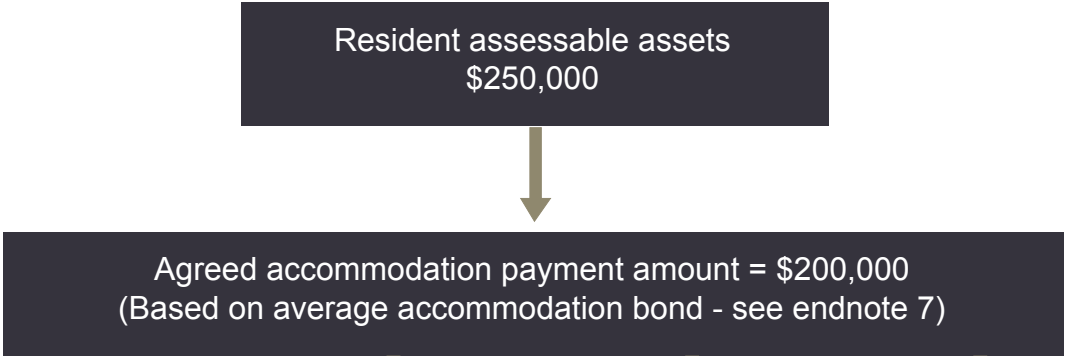 Resident assessable assets
$250,000
Agreed accommodation payment amount = $200,000
(Based on average accommodation bond - see endnote 7)